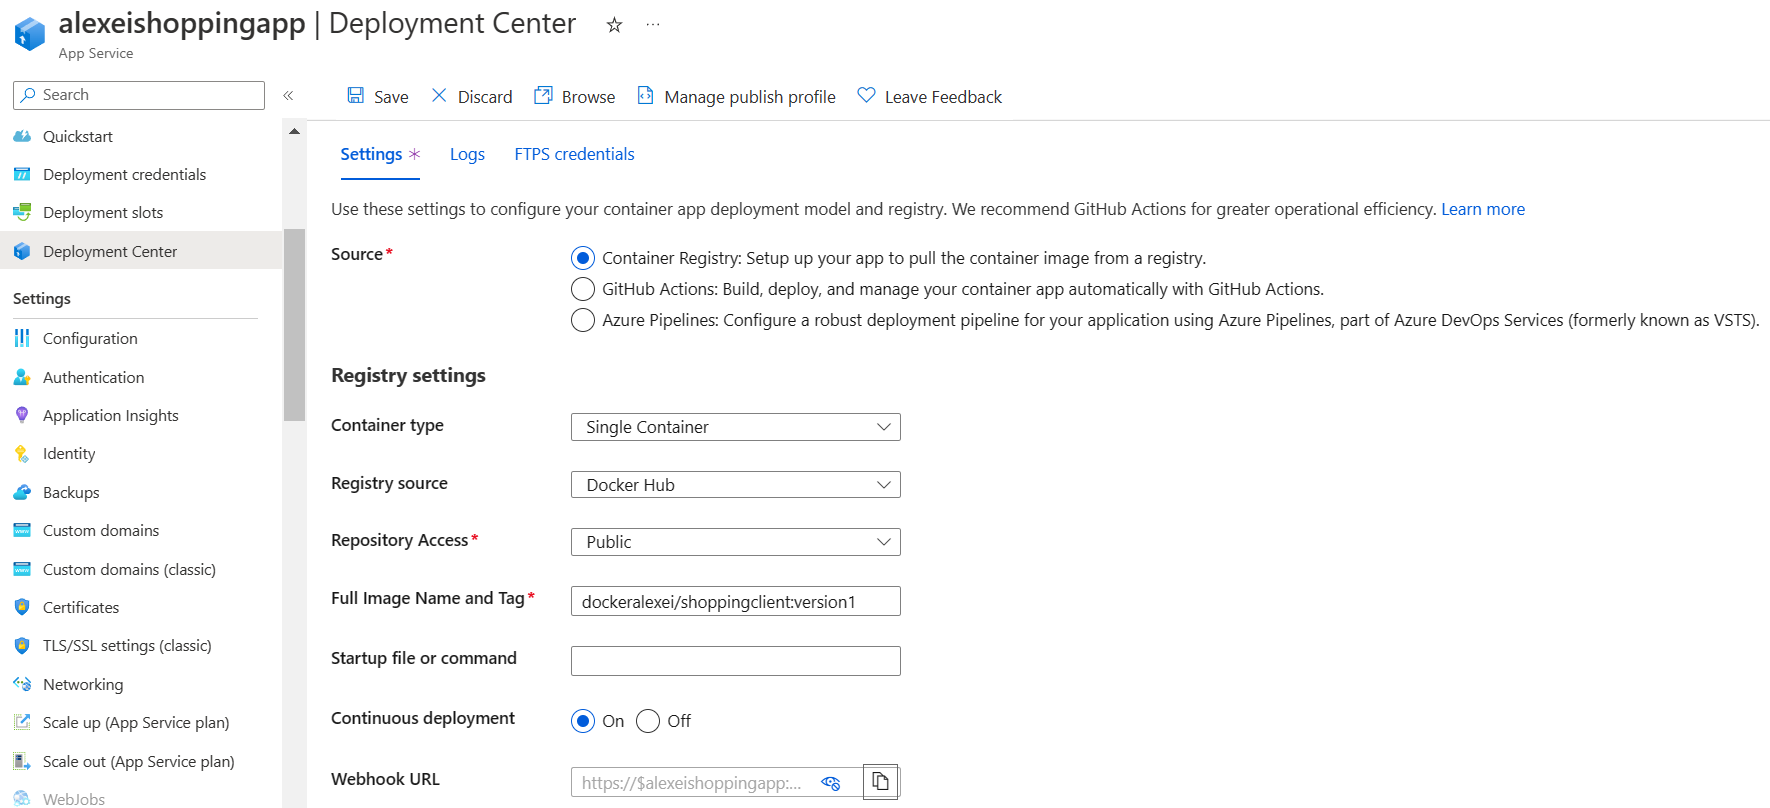 alexeishoppingapp | Deployment Center
App Service
Search
Quickstart
Deployment credentials
Deployment slots
Deployment Center
Settings
Configuration
Authentication
Application Insights
Identity
Backups
Custom domains
Custom domains (classic)
Certificates
TLS/SSL settings (classic)
Networking
Scale up (App Service plan)
Scale out (App Service plan)
WebJobs
Save Discard Browse Manage publish profile Leave Feedback
Settings * Logs FTPS credentials
Use these settings to configure your container app deployment model and registry. We recommend GitHub Actions for greater operational efficiency. Learn more
Source* Container Registry: Setup up your app to pull the container image from a registry.
GitHub Actions: Build, deploy, and manage your container app automatically with GitHub Actions.
Azure Pipelines: Configure a robust deployment pipeline for your application using Azure Pipelines, part of Azure DevOps Services (formerly known as VSTS).
Registry settings
Container type Single Container
Registry source Docker Hub
Repository Access* Public
Full Image Name and Tag* dockeralexei/shoppingclient:version1
Startup file or command
Continuous deployment On Off
Webhook URL https://$alexeishoppingapp:...